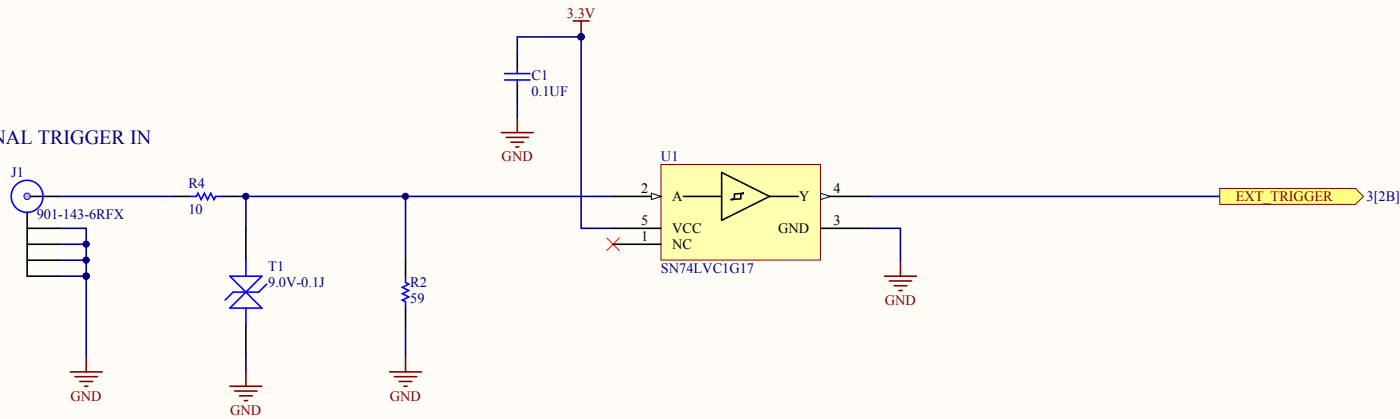 3.3V
C1
0.1UF
GND
NAL TRIGGER IN
J1
901-143-6RFX
R4
10
U1
2
A
Y
4
5
VCC
GND
3
1
NC
SN74LVC1G17
EXT_TRIGGER
3[2B]
T1
9.0V-0.1J
R2
59
GND
GND
GND
GND